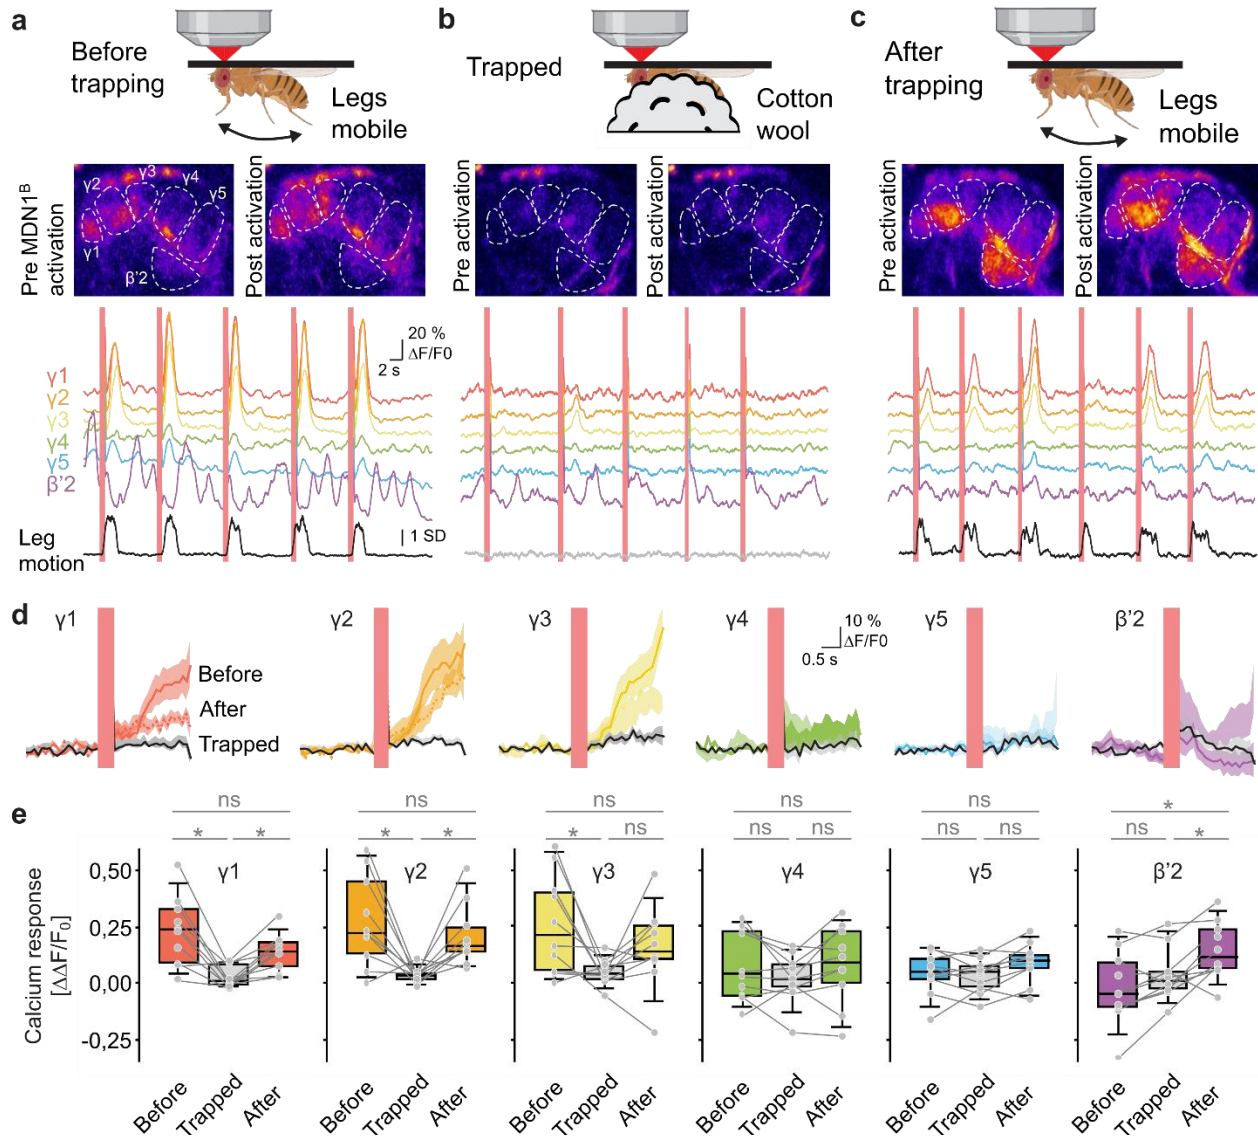 a
Before
trapping
Legs
mobile
b
Trapped
Cotton
wool
c
After
trapping
Legs
mobile
Pre MDN1ᴮ
activation
γ1
γ2
γ3
γ4
γ5
β'2
Post activation
Pre activation
Post activation
Pre activation
Post activation
20 %
ΔF/F0
2 s
γ1
γ2
γ3
γ4
γ5
β'2
Leg
motion
1 SD
d
γ1
Before
After
Trapped
γ2
γ3
γ4
10 %
ΔF/F0
0.5 s
γ5
β'2
e
ns
* *
ns
* *
ns
* ns
ns
ns ns
ns
ns ns
*
ns *
Calcium response
[ΔΔF/F₀]
0,50
0,25
0,00
-0,25
γ1
γ2
γ3
γ4
γ5
β'2
Before Trapped After
Before Trapped After
Before Trapped After
Before Trapped After
Before Trapped After
Before Trapped After